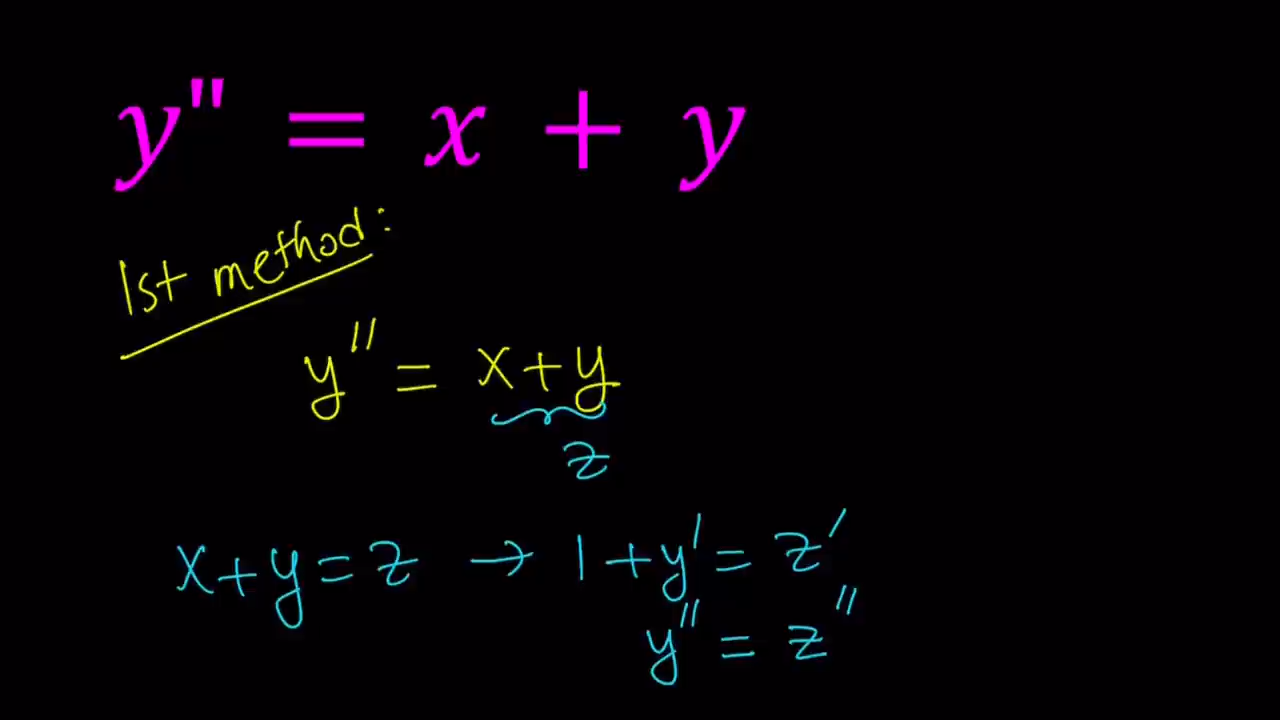 y" = x + y
1st method:
y'' = x+y
z
x+y=z → 1+y'=z'
y''=z''